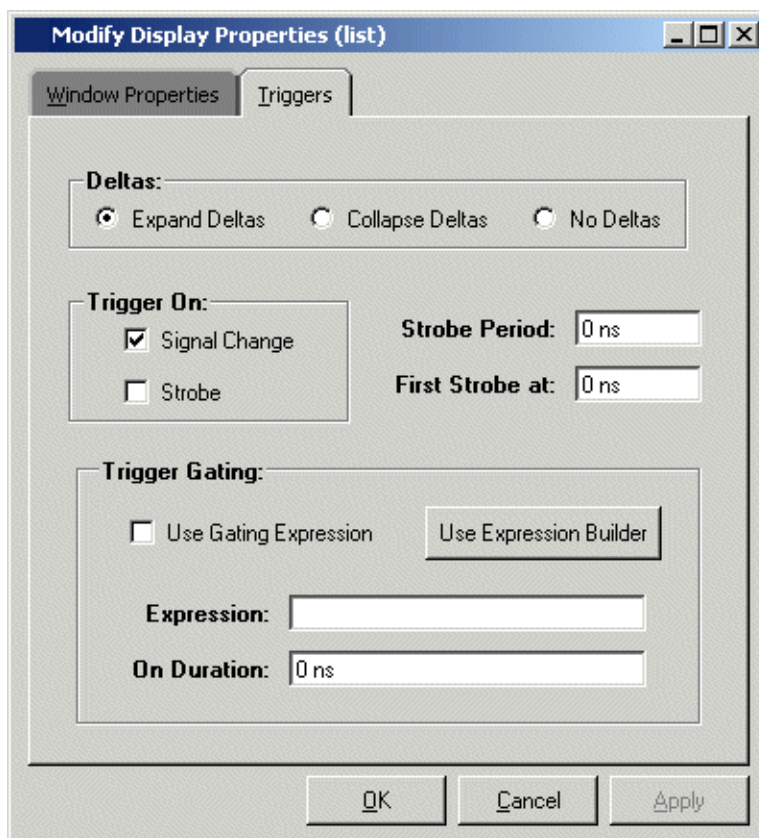 Modify Display Properties (list)
Window Properties Triggers
Deltas:
Expand Deltas Collapse Deltas No Deltas
Trigger On:
Signal Change
Strobe
Strobe Period: 0 ns
First Strobe at: 0 ns
Trigger Gating:
Use Gating Expression Use Expression Builder
Expression:
On Duration: 0 ns
OK Cancel Apply